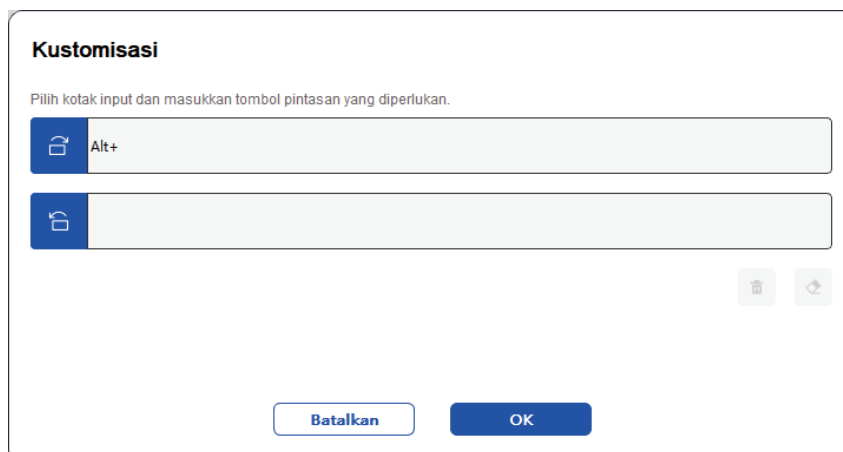 Kustomisasi
Pilih kotak input dan masukkan tombol pintasan yang diperlukan.
Alt+
Batalkan OK